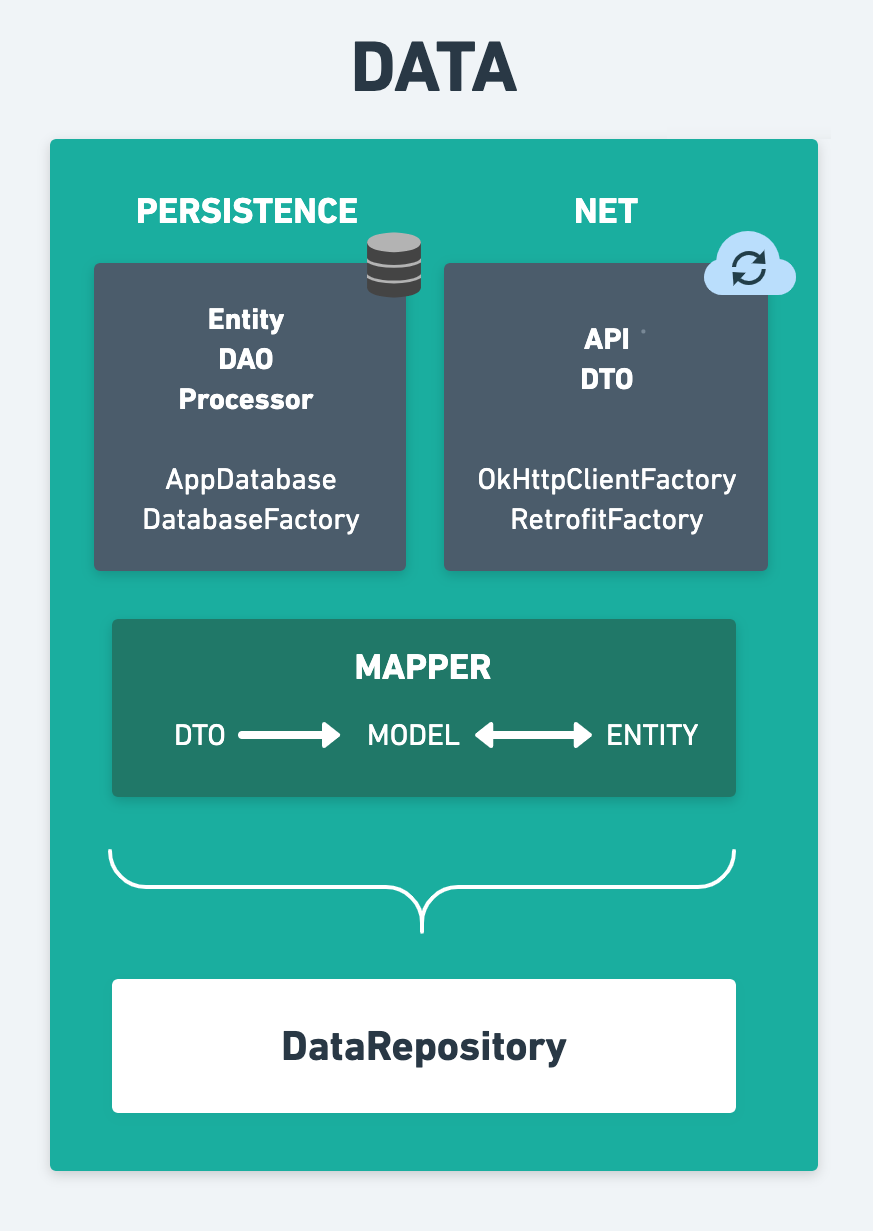 DATA
PERSISTENCE
Entity
DAO
Processor
AppDatabase
DatabaseFactory
NET
API
DTO
OkHttpClientFactory
RetrofitFactory
MAPPER
DTO MODEL ENTITY
DataRepository